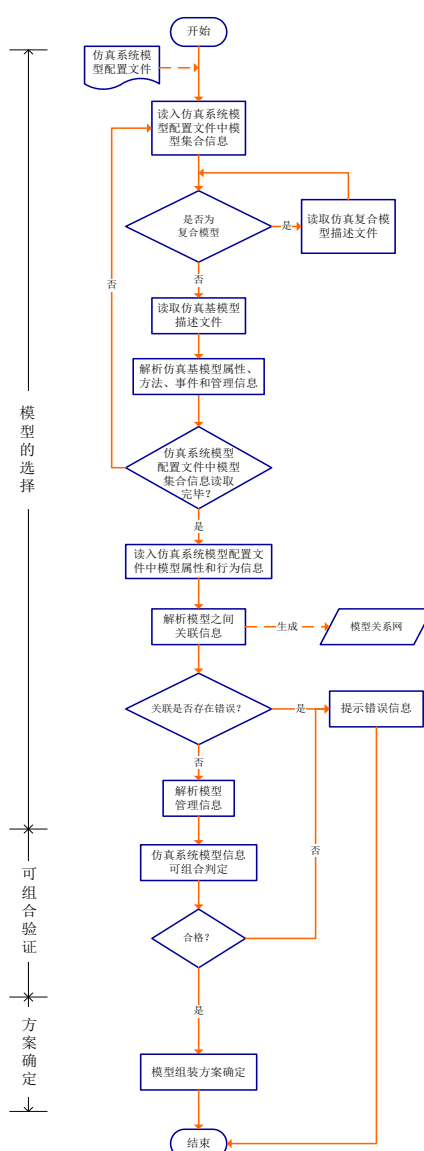 开始
仿真系统模
型配置文件
读入仿真系统模
型配置文件中模
型集合信息
是否为
复合模型
是
读取仿真复合模
型描述文件
否
否
读取仿真基模型
描述文件
解析仿真基模型属性、
方法、事件和管理信息
模型的选择
仿真系统模型
配置文件中模型
集合信息读取
完毕？
是
读入仿真系统模型配置文
件中模型属性和行为信息
解析模型之间
关联信息
生成
模型关系网
关联是否存在错误？
是
提示错误信息
否
解析模型
管理信息
可组合验证
仿真系统模型信息
可组合判定
否
合格？
是
方案确定
模型组装方案确定
结束